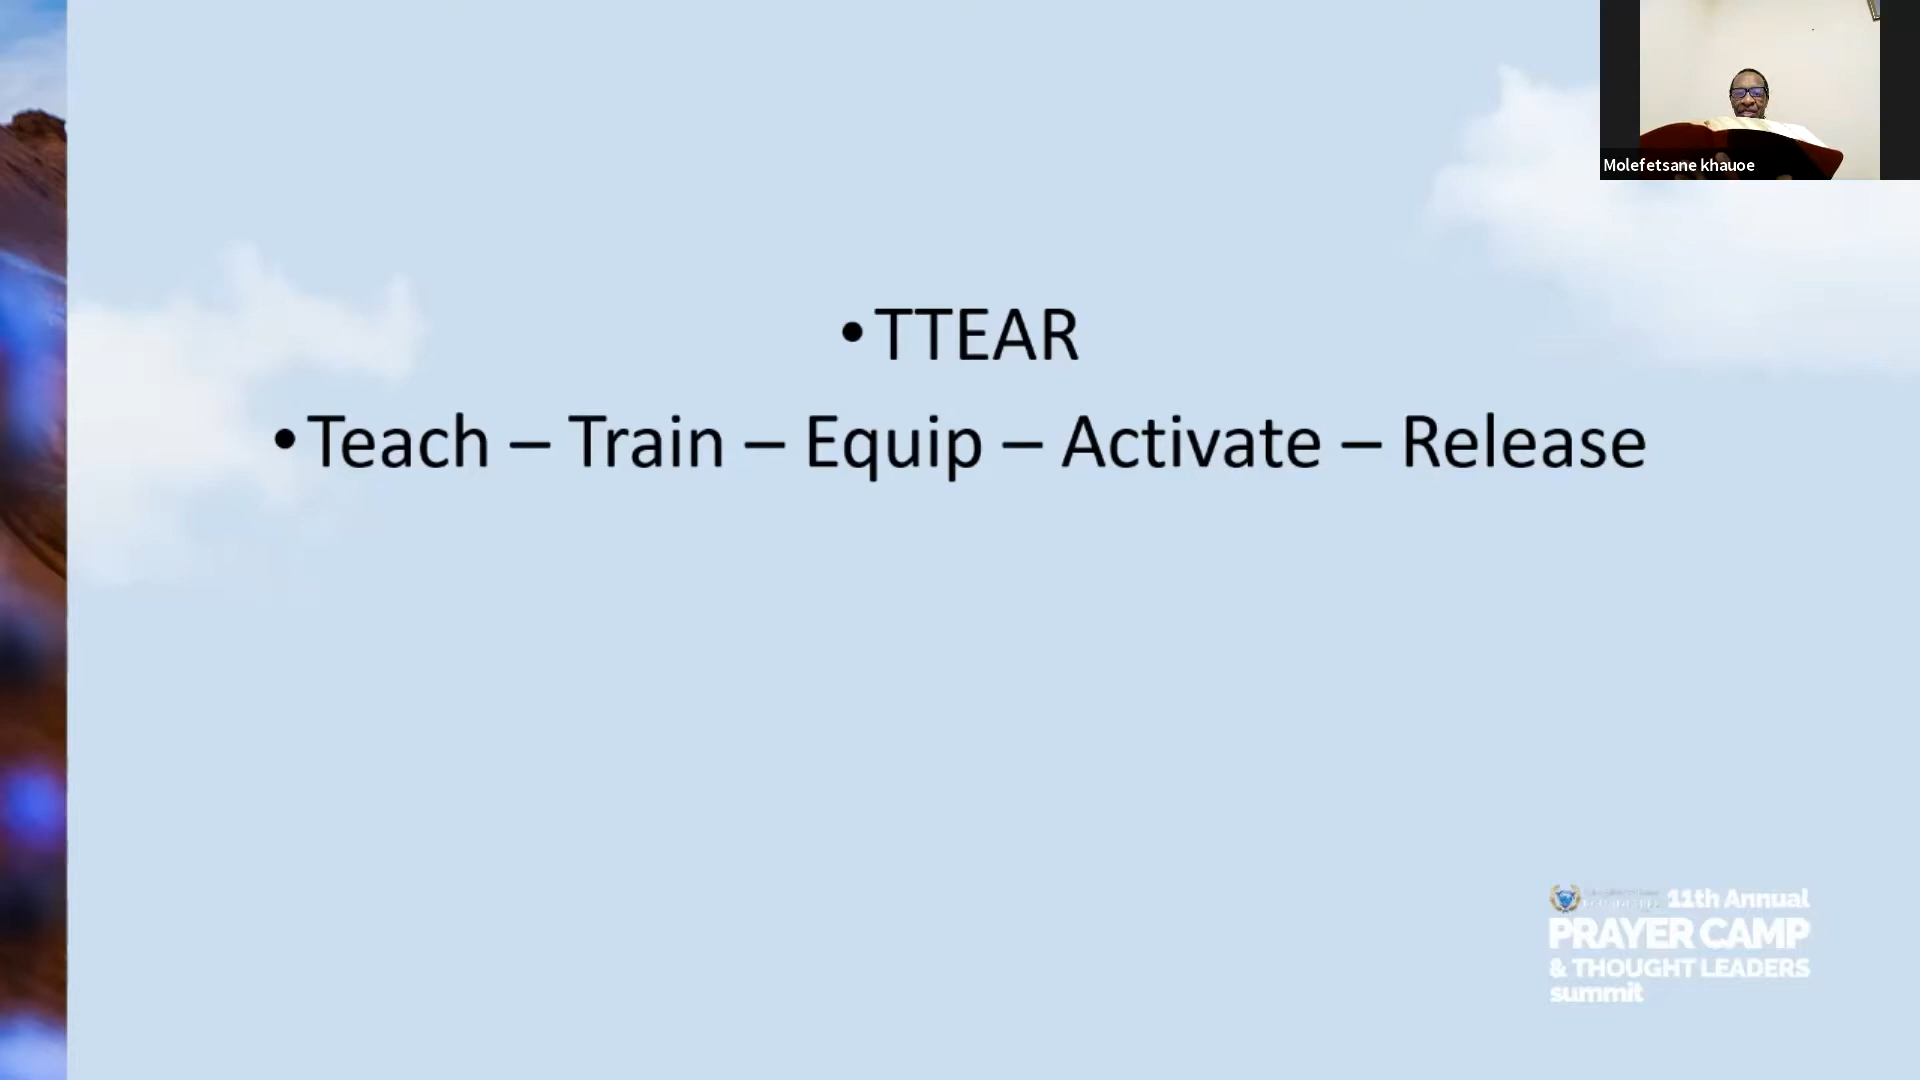 Molefetsane khauoe
•TTEAR
•Teach – Train – Equip – Activate – Release
11th Annual
PRAYER CAMP
& THOUGHT LEADERS
summit